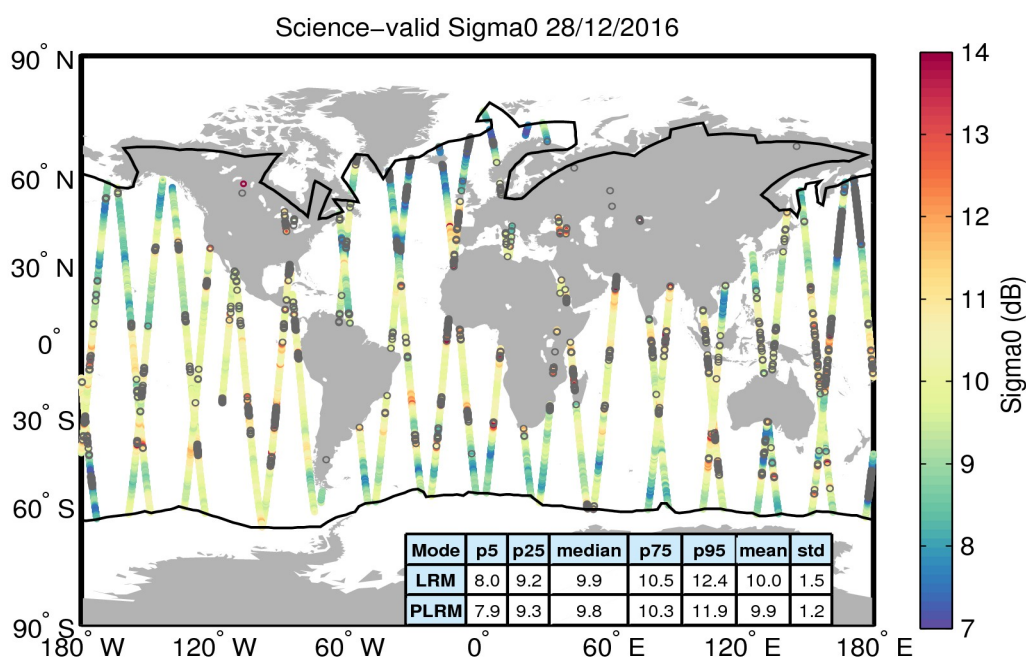 Science−valid Sigma0 28/12/2016
90° N
60° N
30° N
0°
30° S
60° S
90° S
180° W
120° W
60° W
0°
60° E
120° E
180° E
Mode p5 p25 median p75 p95 mean std
LRM 8.0 9.2 9.9 10.5 12.4 10.0 1.5
PLRM 7.9 9.3 9.8 10.3 11.9 9.9 1.2
14
13
12
11
10
9
8
7
Sigma0 (dB)